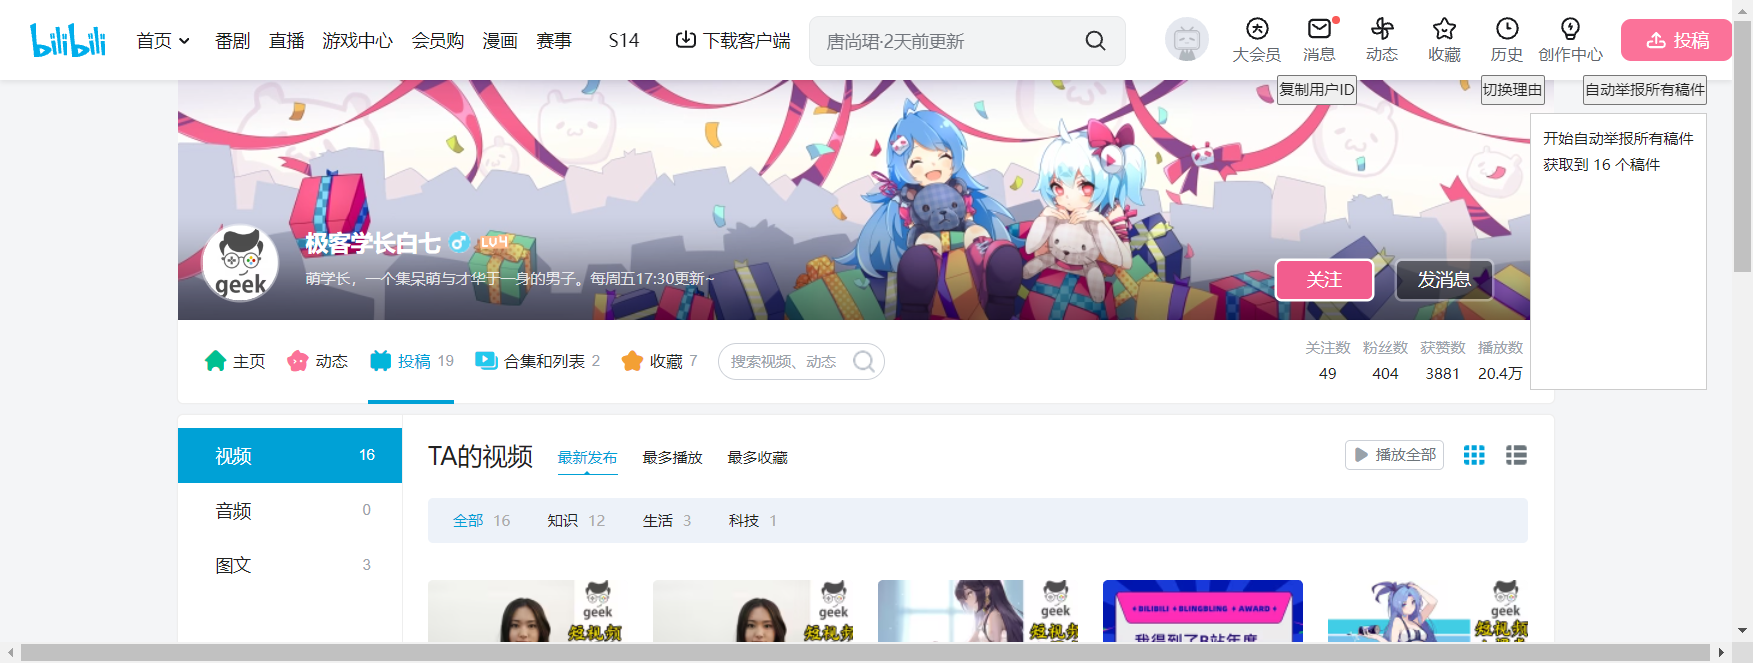 bilibili
首页
番剧
直播
游戏中心
会员购
漫画
赛事
S14
下载客户端
唐尚珺·2天前更新
大会员
消息
动态
收藏
历史
创作中心
投稿
复制用户ID
切换理由
自动举报所有稿件
开始自动举报所有稿件
获取到 16 个稿件
geek
极客学长白七 LV4
萌学长，一个集呆萌与才华于一身的男子。每周五17:30更新~
关注
发消息
主页
动态
投稿 19
合集和列表 2
收藏 7
搜索视频、动态
关注数 粉丝数 获赞数 播放数
49 404 3881 20.4万
视频 16
音频 0
图文 3
TA的视频
最新发布
最多播放
最多收藏
播放全部
全部 16
知识 12
生活 3
科技 1
geek
短视频
geek
短视频
geek
短视频
BILIBILI BLINGBLING AWARD
我得到了B站年度
geek
短视频